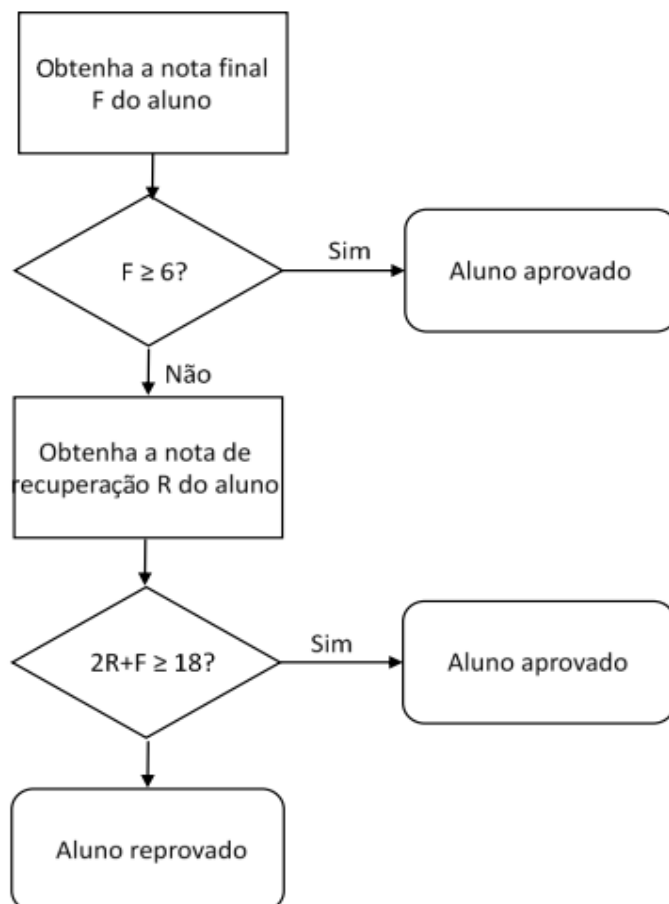 Obtenha a nota final
F do aluno
F ≥ 6?
Sim
Aluno aprovado
Não
Obtenha a nota de
recuperação R do aluno
2R+F ≥ 18?
Sim
Aluno aprovado
Aluno reprovado